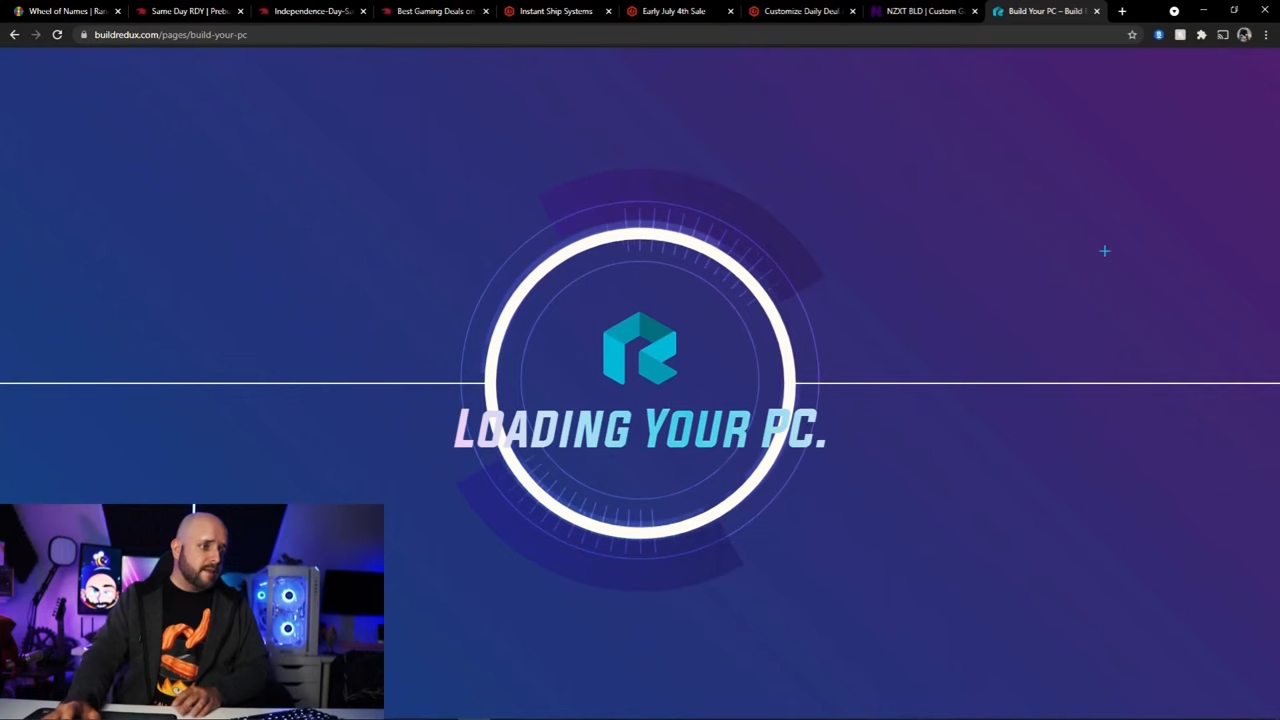 Wheel of Names | Ran
Same Day RDY | Prebu
Independence-Day-Sa
Best Gaming Deals on
Instant Ship Systems
Early July 4th Sale
Customize Daily Deal
NZXT BLD | Custom G
Build Your PC – Build
buildredux.com/pages/build-your-pc
LOADING YOUR PC.